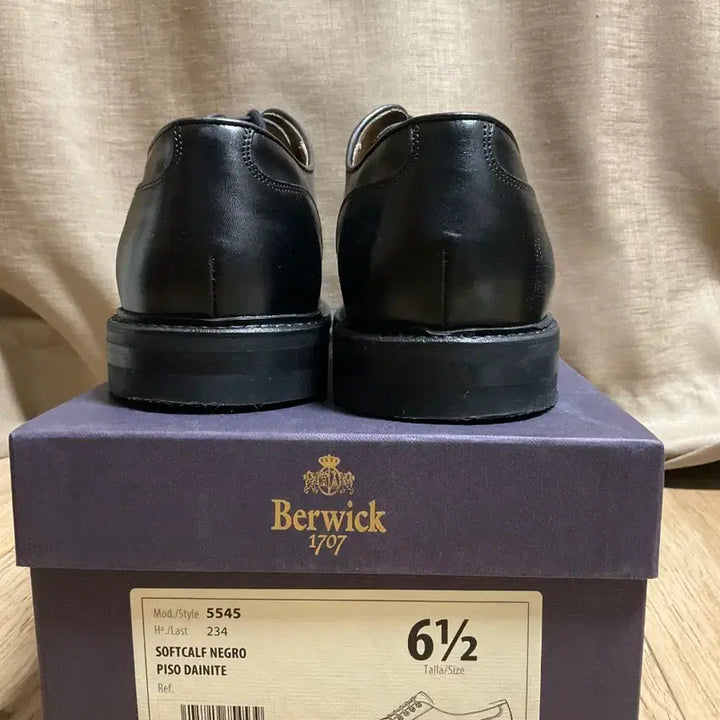 Berwick
1707
Mod./Style 5545
Hª./Last 234
SOFTCALF NEGRO
PISO DAINITE
Ref.
6½
Talla/Size